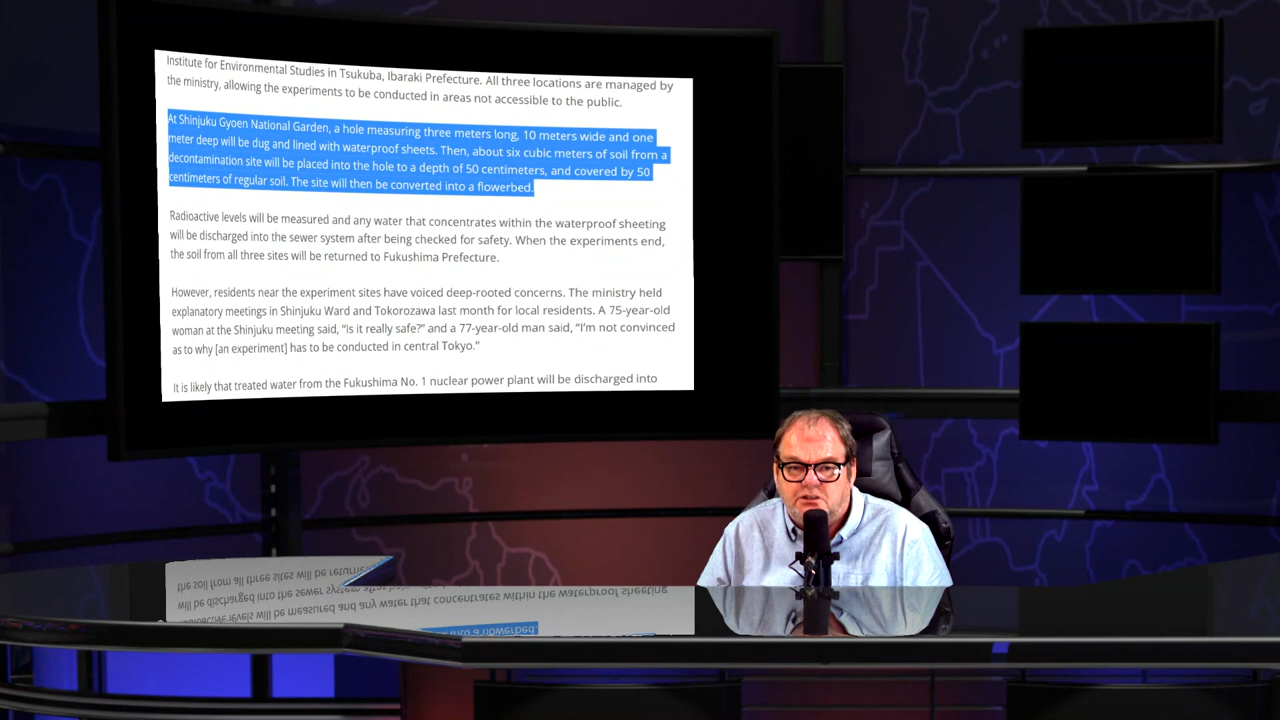 Institute for Environmental Studies in Tsukuba, Ibaraki Prefecture. All three locations are managed by
the ministry, allowing the experiments to be conducted in areas not accessible to the public.
At Shinjuku Gyoen National Garden, a hole measuring three meters long, 10 meters wide and one
meter deep will be dug and lined with waterproof sheets. Then, about six cubic meters of soil from a
decontamination site will be placed into the hole to a depth of 50 centimeters, and covered by 50
centimeters of regular soil. The site will then be converted into a flowerbed.
Radioactive levels will be measured and any water that concentrates within the waterproof sheeting
will be discharged into the sewer system after being checked for safety. When the experiments end,
the soil from all three sites will be returned to Fukushima Prefecture.
However, residents near the experiment sites have voiced deep-rooted concerns. The ministry held
explanatory meetings in Shinjuku Ward and Tokorozawa last month for local residents. A 75-year-old
woman at the Shinjuku meeting said, “Is it really safe?” and a 77-year-old man said, “I’m not convinced
as to why [an experiment] has to be conducted in central Tokyo.”
It is likely that treated water from the Fukushima No. 1 nuclear power plant will be discharged into